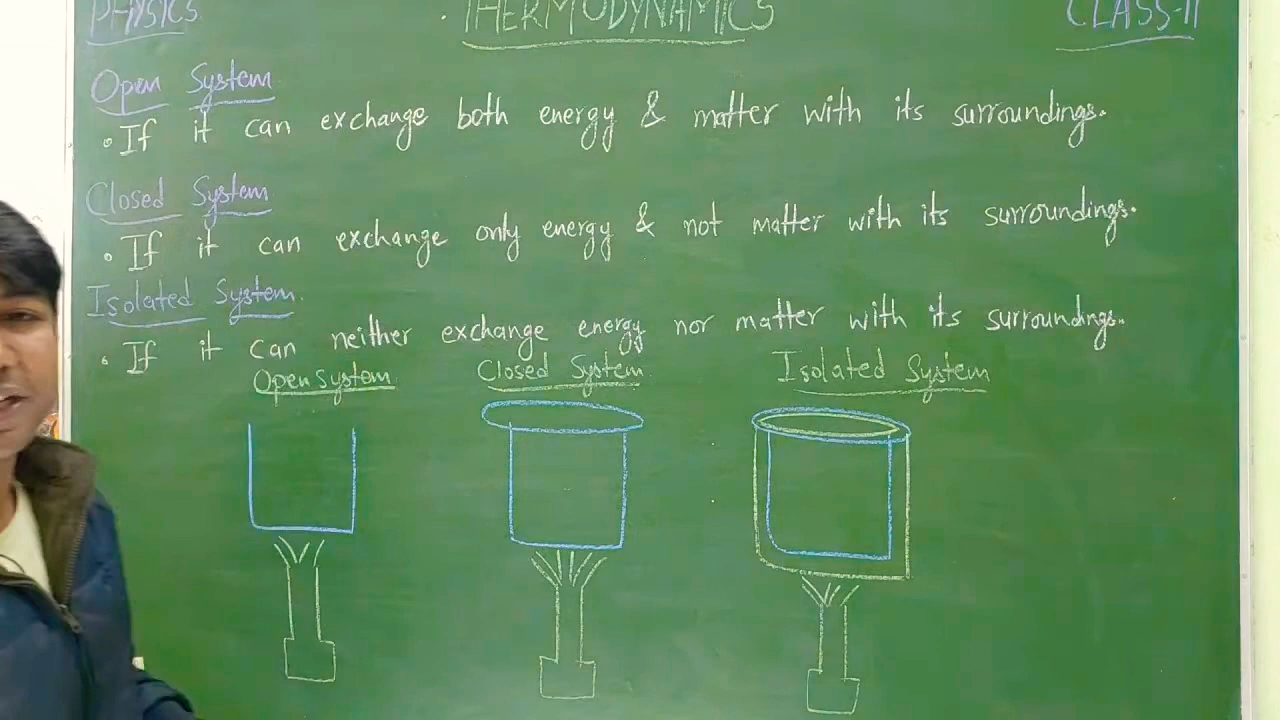 PHYSICS THERMODYNAMICS CLASS-11
Open System
• If it can exchange both energy & matter with its surroundings.
Closed System
• If it can exchange only energy & not matter with its surroundings.
Isolated System
• If it can neither exchange energy nor matter with its surroundings.
Open system Closed System Isolated System